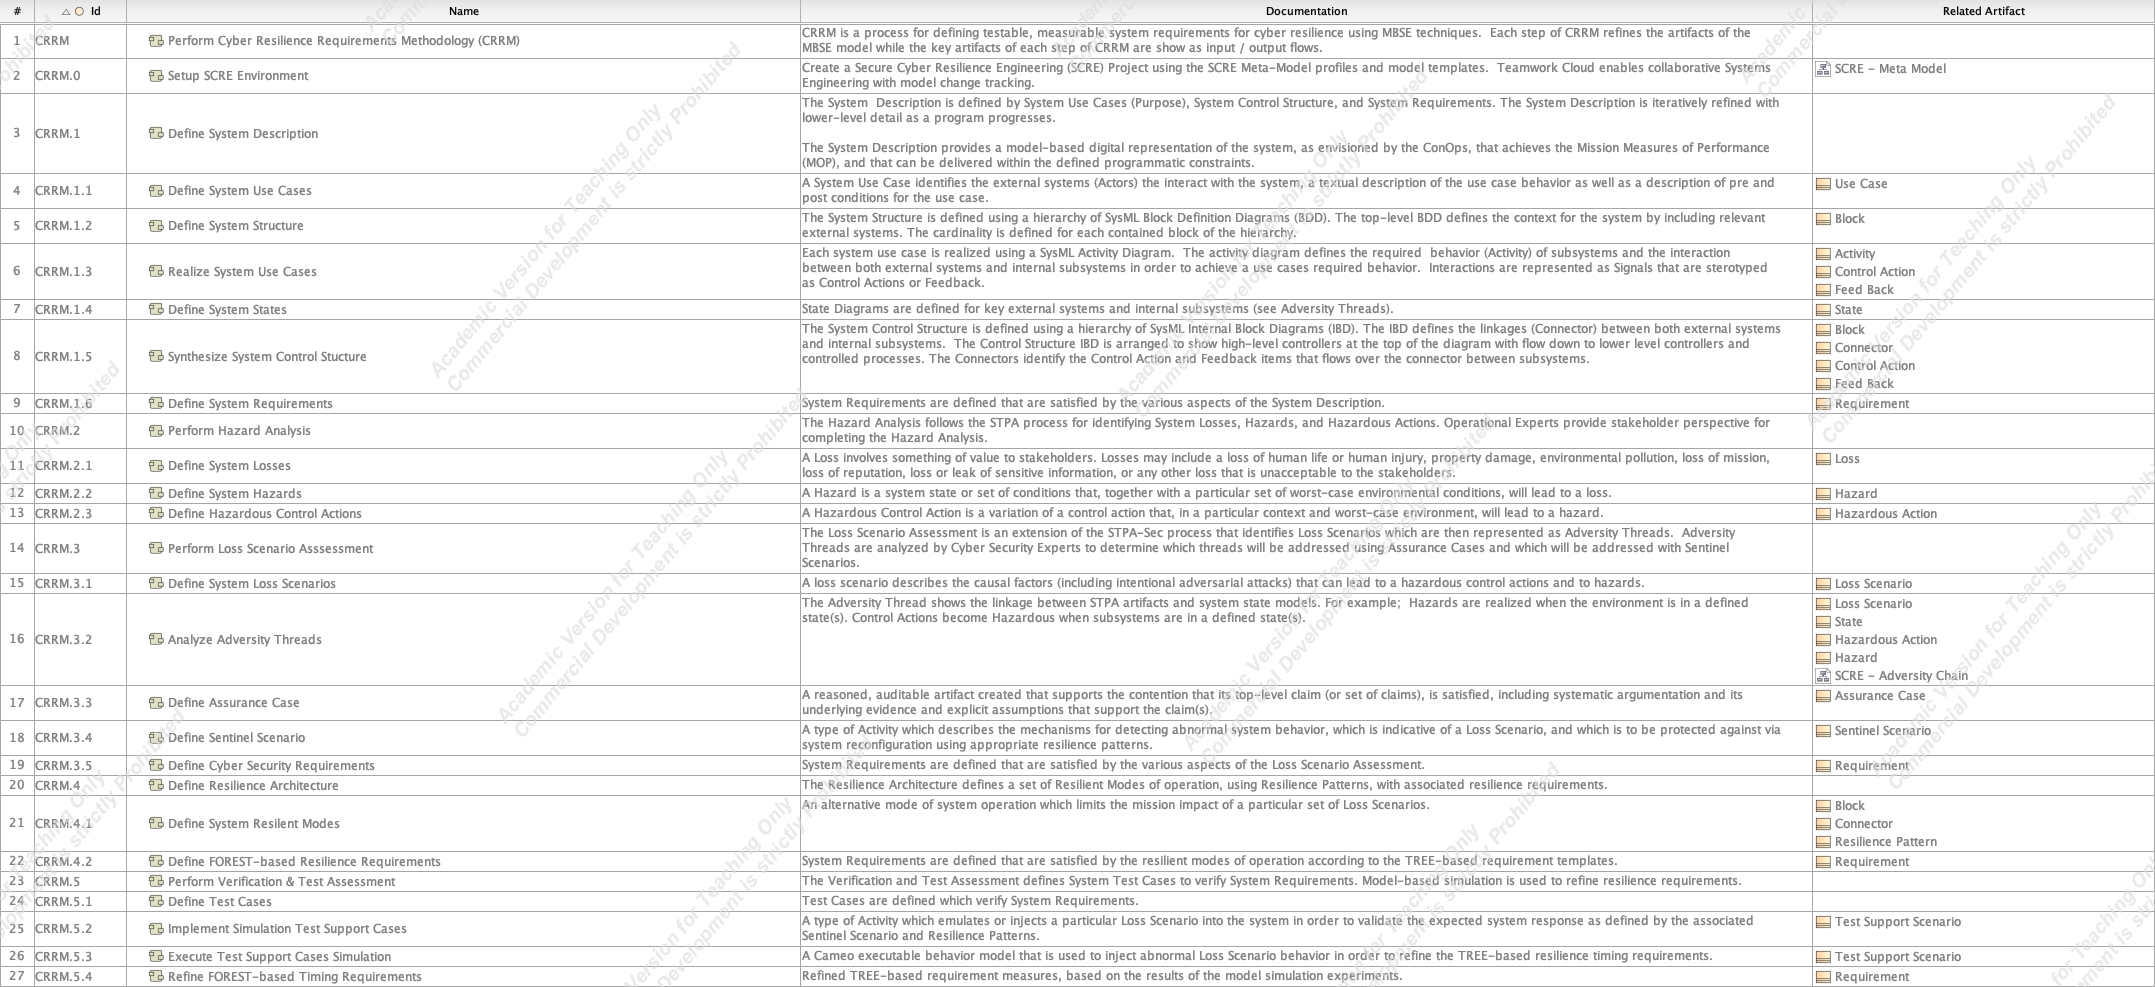 # Id Name Documentation Related Artifact
1 CRRM Perform Cyber Resilience Requirements Methodology (CRRM) CRRM is a process for defining testable, measurable system requirements for cyber resilience using MBSE techniques. Each step of CRRM refines the artifacts of the
MBSE model while the key artifacts of each step of CRRM are show as input / output flows.
2 CRRM.0 Setup SCRE Environment Create a Secure Cyber Resilience Engineering (SCRE) Project using the SCRE Meta-Model profiles and model templates. Teamwork Cloud enables collaborative Systems
Engineering with model change tracking.
SCRE - Meta Model
3 CRRM.1 Define System Description The System Description is defined by System Use Cases (Purpose), System Control Structure, and System Requirements. The System Description is iteratively refined with
lower-level detail as a program progresses.
The System Description provides a model-based digital representation of the system, as envisioned by the ConOps, that achieves the Mission Measures of Performance
(MOP), and that can be delivered within the defined programmatic constraints.
4 CRRM.1.1 Define System Use Cases A System Use Case identifies the external systems (Actors) the interact with the system, a textual description of the use case behavior as well as a description of pre and
post conditions for the use case.
Use Case
5 CRRM.1.2 Define System Structure The System Structure is defined using a hierarchy of SysML Block Definition Diagrams (BDD). The top-level BDD defines the context for the system by including relevant
external systems. The cardinality is defined for each contained block of the hierarchy.
Block
6 CRRM.1.3 Realize System Use Cases Each system use case is realized using a SysML Activity Diagram. The activity diagram defines the required behavior (Activity) of subsystems and the interaction
between both external systems and internal subsystems in order to achieve a use cases required behavior. Interactions are represented as Signals that are sterotyped
as Control Actions or Feedback.
Activity
Control Action
Feed Back
7 CRRM.1.4 Define System States State Diagrams are defined for key external systems and internal subsystems (see Adversity Threads). State
8 CRRM.1.5 Synthesize System Control Stucture The System Control Structure is defined using a hierarchy of SysML Internal Block Diagrams (IBD). The IBD defines the linkages (Connector) between both external systems
and internal subsystems. The Control Structure IBD is arranged to show high-level controllers at the top of the diagram with flow down to lower level controllers and
controlled processes. The Connectors identify the Control Action and Feedback items that flows over the connector between subsystems.
Block
Connector
Control Action
Feed Back
9 CRRM.1.6 Define System Requirements System Requirements are defined that are satisfied by the various aspects of the System Description. Requirement
10 CRRM.2 Perform Hazard Analysis The Hazard Analysis follows the STPA process for identifying System Losses, Hazards, and Hazardous Actions. Operational Experts provide stakeholder perspective for
completing the Hazard Analysis.
11 CRRM.2.1 Define System Losses A Loss involves something of value to stakeholders. Losses may include a loss of human life or human injury, property damage, environmental pollution, loss of mission,
loss of reputation, loss or leak of sensitive information, or any other loss that is unacceptable to the stakeholders.
Loss
12 CRRM.2.2 Define System Hazards A Hazard is a system state or set of conditions that, together with a particular set of worst-case environmental conditions, will lead to a loss. Hazard
13 CRRM.2.3 Define Hazardous Control Actions A Hazardous Control Action is a variation of a control action that, in a particular context and worst-case environment, will lead to a hazard. Hazardous Action
14 CRRM.3 Perform Loss Scenario Asssessment The Loss Scenario Assessment is an extension of the STPA-Sec process that identifies Loss Scenarios which are then represented as Adversity Threads. Adversity
Threads are analyzed by Cyber Security Experts to determine which threads will be addressed using Assurance Cases and which will be addressed with Sentinel
Scenarios.
15 CRRM.3.1 Define System Loss Scenarios A loss scenario describes the causal factors (including intentional adversarial attacks) that can lead to a hazardous control actions and to hazards. Loss Scenario
16 CRRM.3.2 Analyze Adversity Threads The Adversity Thread shows the linkage between STPA artifacts and system state models. For example; Hazards are realized when the environment is in a defined
state(s). Control Actions become Hazardous when subsystems are in a defined state(s).
Loss Scenario
State
Hazardous Action
Hazard
SCRE - Adversity Chain
17 CRRM.3.3 Define Assurance Case A reasoned, auditable artifact created that supports the contention that its top-level claim (or set of claims), is satisfied, including systematic argumentation and its
underlying evidence and explicit assumptions that support the claim(s).
Assurance Case
18 CRRM.3.4 Define Sentinel Scenario A type of Activity which describes the mechanisms for detecting abnormal system behavior, which is indicative of a Loss Scenario, and which is to be protected against via
system reconfiguration using appropriate resilience patterns.
Sentinel Scenario
19 CRRM.3.5 Define Cyber Security Requirements System Requirements are defined that are satisfied by the various aspects of the Loss Scenario Assessment. Requirement
20 CRRM.4 Define Resilience Architecture The Resilience Architecture defines a set of Resilient Modes of operation, using Resilience Patterns, with associated resilience requirements.
21 CRRM.4.1 Define System Resilent Modes An alternative mode of system operation which limits the mission impact of a particular set of Loss Scenarios.
Block
Connector
Resilience Pattern
22 CRRM.4.2 Define FOREST-based Resilience Requirements System Requirements are defined that are satisfied by the resilient modes of operation according to the TREE-based requirement templates. Requirement
23 CRRM.5 Perform Verification & Test Assessment The Verification and Test Assessment defines System Test Cases to verify System Requirements. Model-based simulation is used to refine resilience requirements.
24 CRRM.5.1 Define Test Cases Test Cases are defined which verify System Requirements.
25 CRRM.5.2 Implement Simulation Test Support Cases A type of Activity which emulates or injects a particular Loss Scenario into the system in order to validate the expected system response as defined by the associated
Sentinel Scenario and Resilience Patterns.
Test Support Scenario
26 CRRM.5.3 Execute Test Support Cases Simulation A Cameo executable behavior model that is used to inject abnormal Loss Scenario behavior in order to refine the TREE-based resilience timing requirements. Test Support Scenario
27 CRRM.5.4 Refine FOREST-based Timing Requirements Refined TREE-based requirement measures, based on the results of the model simulation experiments. Requirement
Academic Version for Teaching Only
Commercial Development is strictly Prohibited